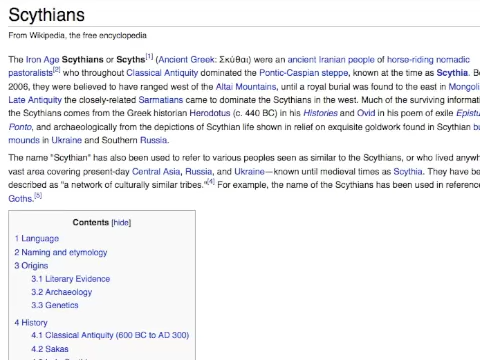 Scythians
From Wikipedia, the free encyclopedia
The Iron Age Scythians or Scyths[1] (Ancient Greek: Σκύθαι) were an ancient Iranian people of horse-riding nomadic
pastoralists[2] who throughout Classical Antiquity dominated the Pontic-Caspian steppe, known at the time as Scythia.
2006, they were believed to have ranged west of the Altai Mountains, until a royal burial was found to the east in
Late Antiquity the closely-related Sarmatians came to dominate the Scythians in the west. Much of the surviving
the Scythians comes from the Greek historian Herodotus (c. 440 BC) in his Histories and Ovid in his poem of exile
Ponto, and archaeologically from the depictions of Scythian life shown in relief on exquisite goldwork found in Scythian
mounds in Ukraine and Southern Russia.
The name "Scythian" has also been used to refer to various peoples seen as similar to the Scythians, or who lived
vast area covering present-day Central Asia, Russia, and Ukraine—known until medieval times as Scythia. They have
described as "a network of culturally similar tribes."[4] For example, the name of the Scythians has been used in
Goths.[5]
Contents [hide]
1 Language
2 Naming and etymology
3 Origins
3.1 Literary Evidence
3.2 Archaeology
3.3 Genetics
4 History
4.1 Classical Antiquity (600 BC to AD 300)
4.2 Sakas